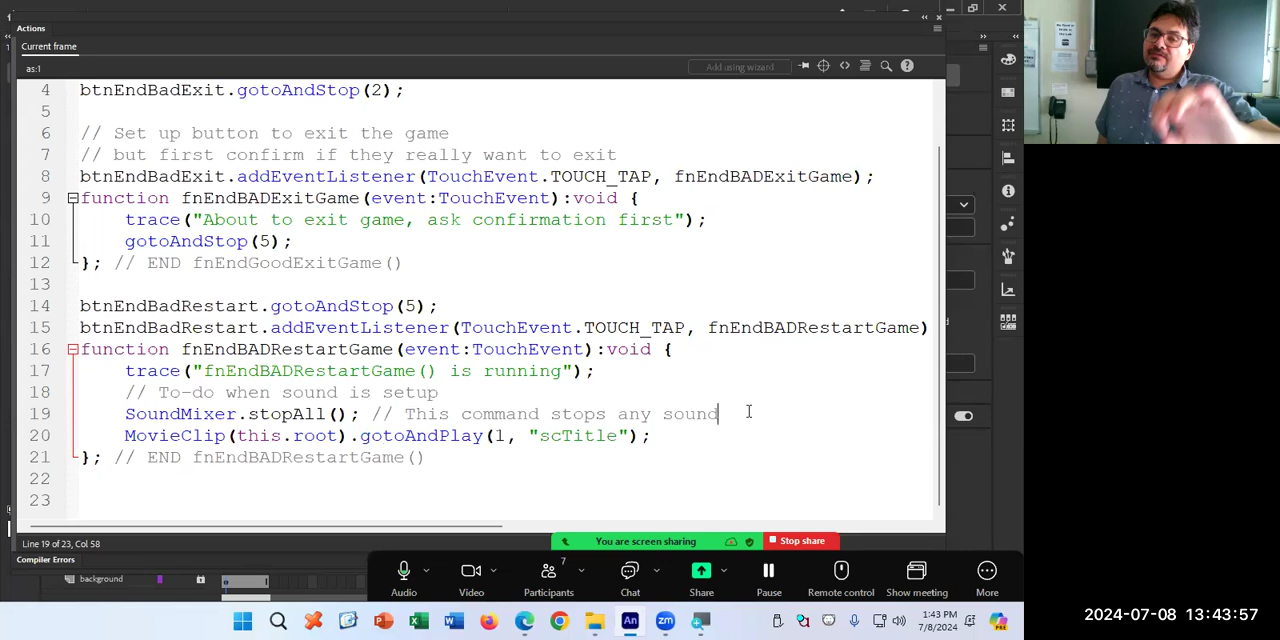 Actions
Current frame
as:1
Add using wizard
4 btnEndBadExit.gotoAndStop(2);
5
6 // Set up button to exit the game
7 // but first confirm if they really want to exit
8 btnEndBadExit.addEventListener(TouchEvent.TOUCH_TAP, fnEndBADExitGame);
9 function fnEndBADExitGame(event:TouchEvent):void {
10 trace("About to exit game, ask confirmation first");
11 gotoAndStop(5);
12 }; // END fnEndGoodExitGame()
13
14 btnEndBadRestart.gotoAndStop(5);
15 btnEndBadRestart.addEventListener(TouchEvent.TOUCH_TAP, fnEndBADRestartGame)
16 function fnEndBADRestartGame(event:TouchEvent):void {
17 trace("fnEndBADRestartGame() is running");
18 // To-do when sound is setup
19 SoundMixer.stopAll(); // This command stops any sound
20 MovieClip(this.root).gotoAndPlay(1, "scTitle");
21 }; // END fnEndBADRestartGame()
22
23
Line 19 of 23, Col 58
You are screen sharing
Stop share
Compiler Errors
background
7
Audio
Video
Participants
Chat
Share
Pause
Remote control
Show meeting
More
1:43 PM
7/8/2024
2024-07-08 13:43:57